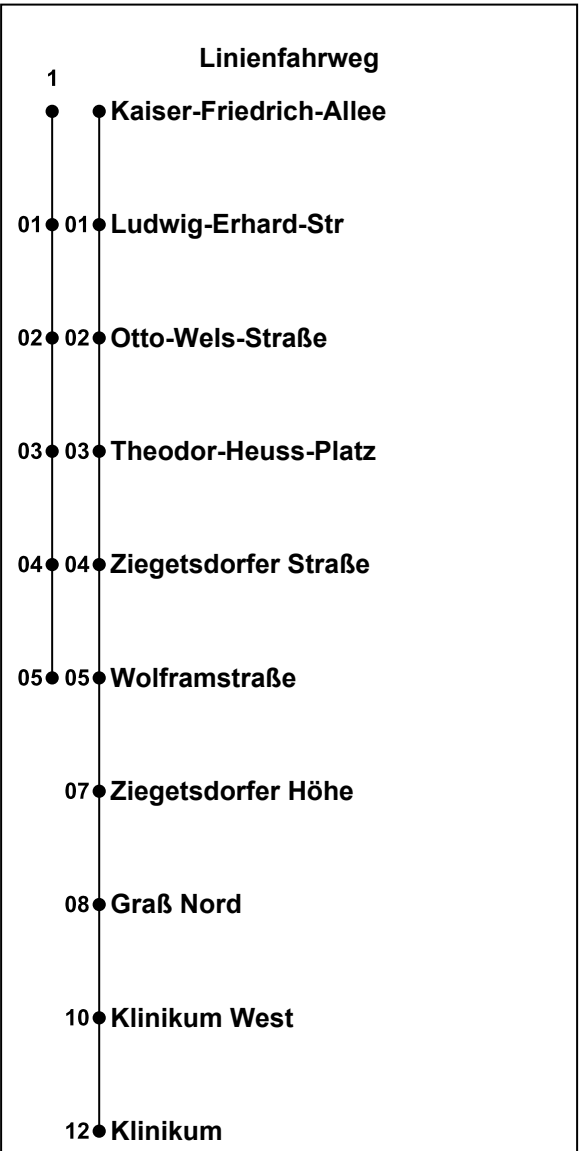 Linienfahrweg
1
Kaiser-Friedrich-Allee
01 01 Ludwig-Erhard-Str
02 02 Otto-Wels-Straße
03 03 Theodor-Heuss-Platz
04 04 Ziegetsdorfer Straße
05 05 Wolframstraße
07 Ziegetsdorfer Höhe
08 Graß Nord
10 Klinikum West
12 Klinikum